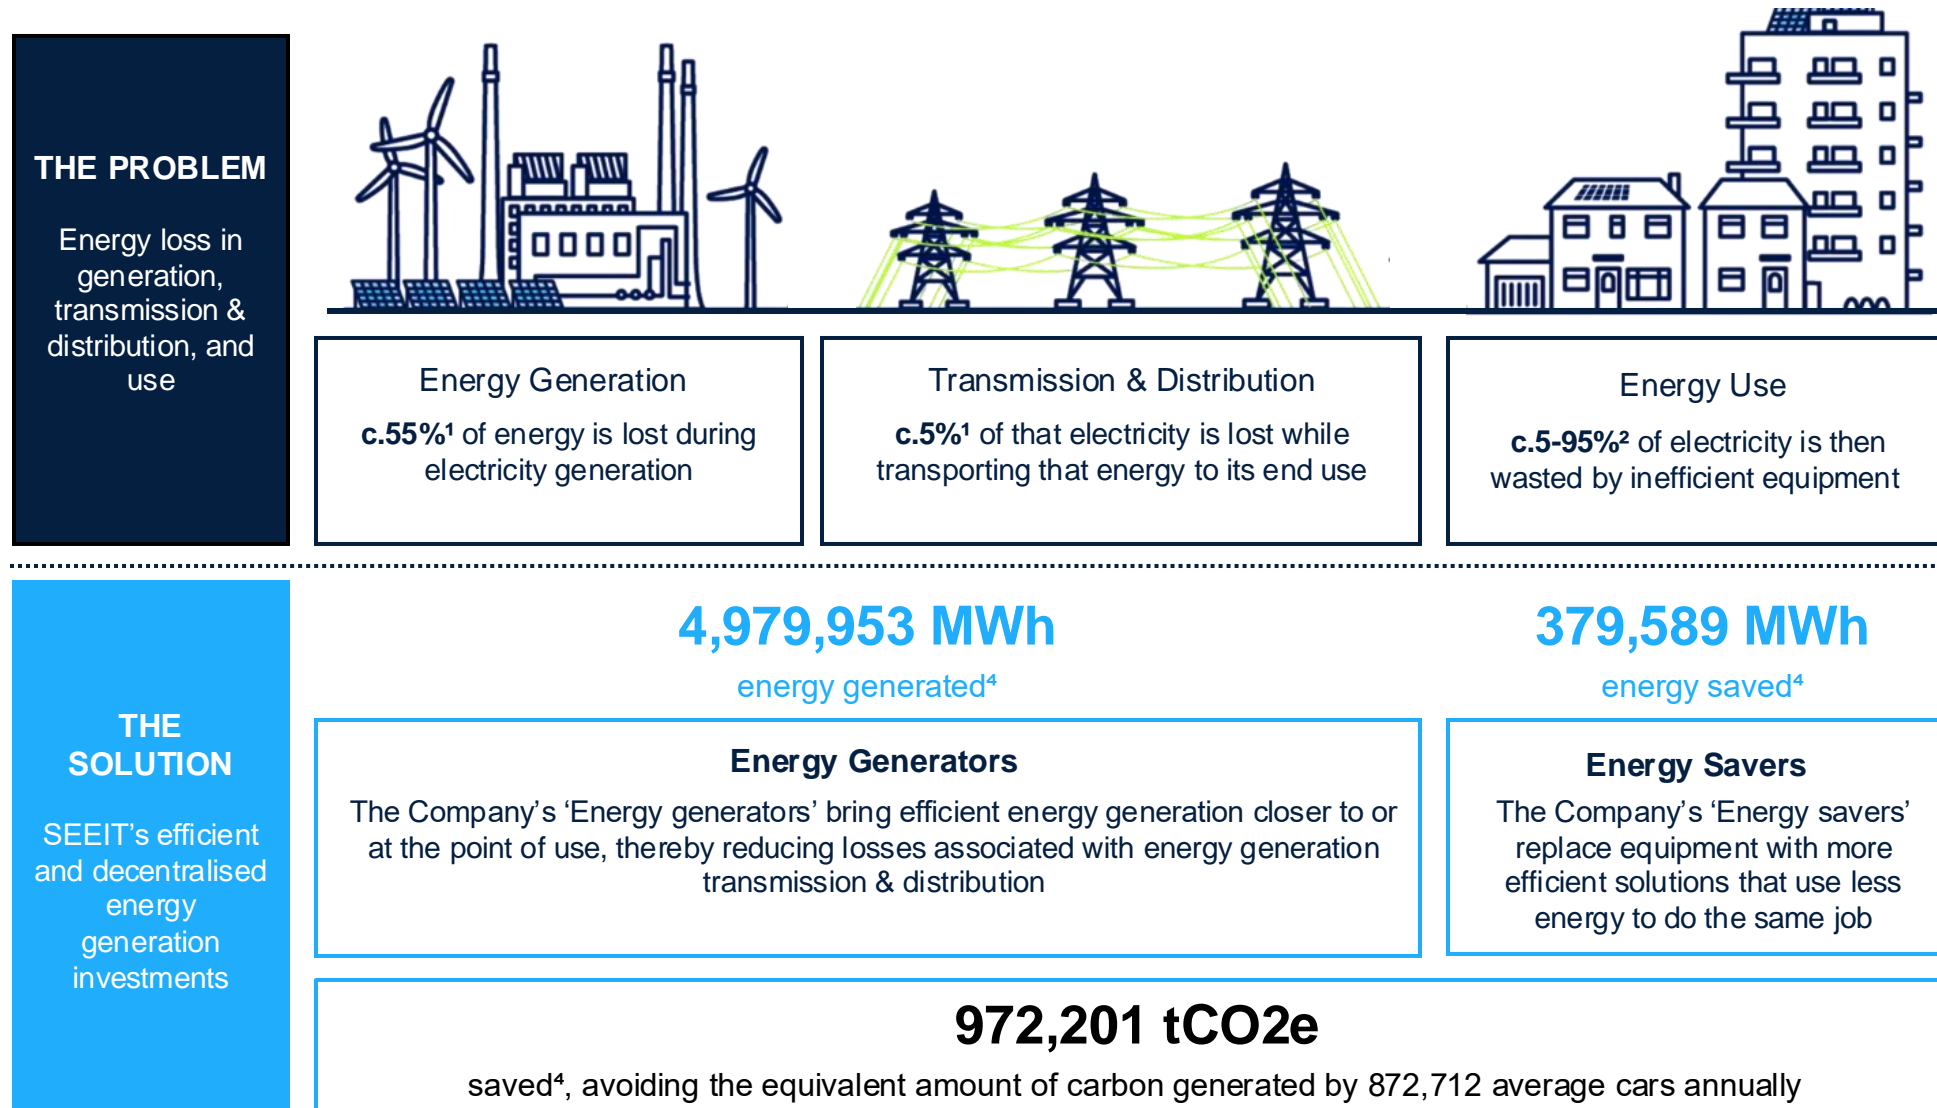 THE PROBLEM
Energy loss in
generation,
transmission &
distribution, and
use
Energy Generation
c.55%¹ of energy is lost during
electricity generation
Transmission & Distribution
c.5%¹ of that electricity is lost while
transporting that energy to its end use
Energy Use
c.5-95%² of electricity is then
wasted by inefficient equipment
THE
SOLUTION
SEEIT’s efficient
and decentralised
energy
generation
investments
4,979,953 MWh
energy generated⁴
Energy Generators
The Company’s ‘Energy generators’ bring efficient energy generation closer to or
at the point of use, thereby reducing losses associated with energy generation
transmission & distribution
379,589 MWh
energy saved⁴
Energy Savers
The Company’s ‘Energy savers’
replace equipment with more
efficient solutions that use less
energy to do the same job
972,201 tCO2e
saved⁴, avoiding the equivalent amount of carbon generated by 872,712 average cars annually